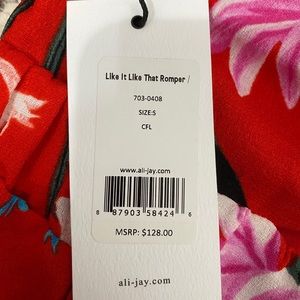 Like It Like That Romper /
703-0408
SIZE:S
CFL
www.ali-jay.com
8 87903 58424 6
MSRP: $128.00
ali-jay.com